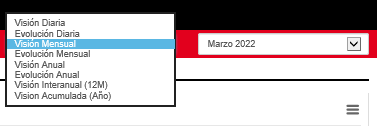 Visión Diaria
Evolución Diaria
Visión Mensual
Evolución Mensual
Visión Anual
Evolución Anual
Visión Interanual (12M)
Vision Acumulada (Año)
Marzo 2022